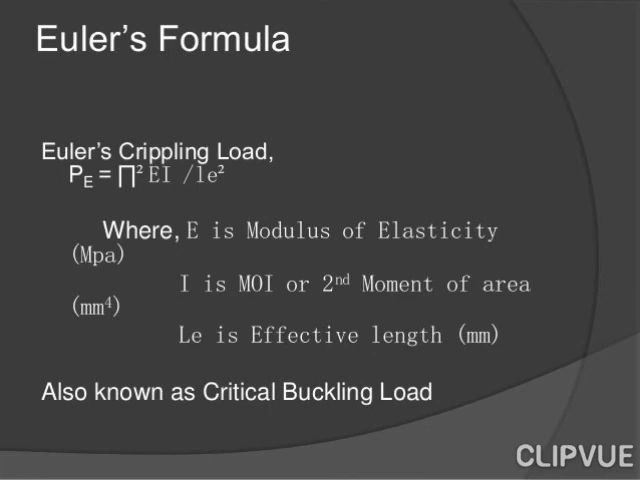 Euler’s Formula
Euler’s Crippling Load,
P_E = ∏² EI /le²
Where, E is Modulus of Elasticity
(Mpa)
I is MOI or 2ⁿᵈ Moment of area
(mm⁴)
Le is Effective length (mm)
Also known as Critical Buckling Load
CLIPVUE